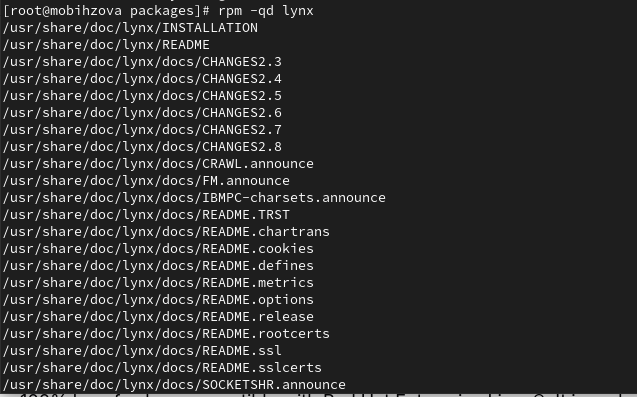 [root@mobihzova packages]# rpm -qd lynx
/usr/share/doc/lynx/INSTALLATION
/usr/share/doc/lynx/README
/usr/share/doc/lynx/docs/CHANGES2.3
/usr/share/doc/lynx/docs/CHANGES2.4
/usr/share/doc/lynx/docs/CHANGES2.5
/usr/share/doc/lynx/docs/CHANGES2.6
/usr/share/doc/lynx/docs/CHANGES2.7
/usr/share/doc/lynx/docs/CHANGES2.8
/usr/share/doc/lynx/docs/CRAWL.announce
/usr/share/doc/lynx/docs/FM.announce
/usr/share/doc/lynx/docs/IBMPC-charsets.announce
/usr/share/doc/lynx/docs/README.TRST
/usr/share/doc/lynx/docs/README.chartrans
/usr/share/doc/lynx/docs/README.cookies
/usr/share/doc/lynx/docs/README.defines
/usr/share/doc/lynx/docs/README.metrics
/usr/share/doc/lynx/docs/README.options
/usr/share/doc/lynx/docs/README.release
/usr/share/doc/lynx/docs/README.rootcerts
/usr/share/doc/lynx/docs/README.ssl
/usr/share/doc/lynx/docs/README.sslcerts
/usr/share/doc/lynx/docs/SOCKETSHR.announce